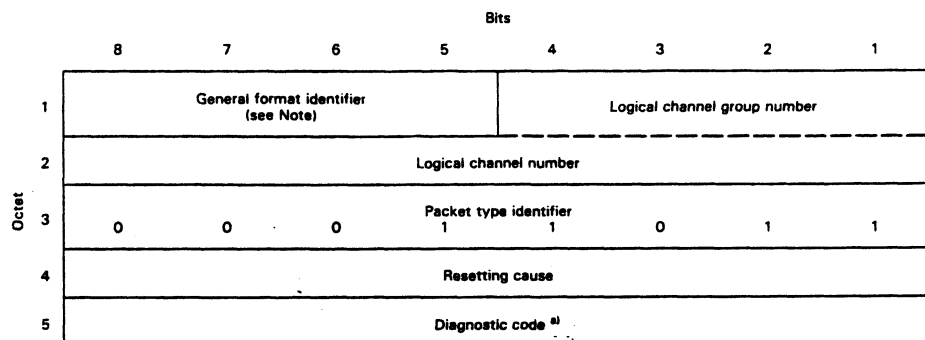 Bits
8 7 6 5 4 3 2 1
Octet
1 General format identifier Logical channel group number
(see Note)
2 Logical channel number
3 Packet type identifier
0 0 0 1 1 0 1 1
4 Resetting cause
5 Diagnostic code a)